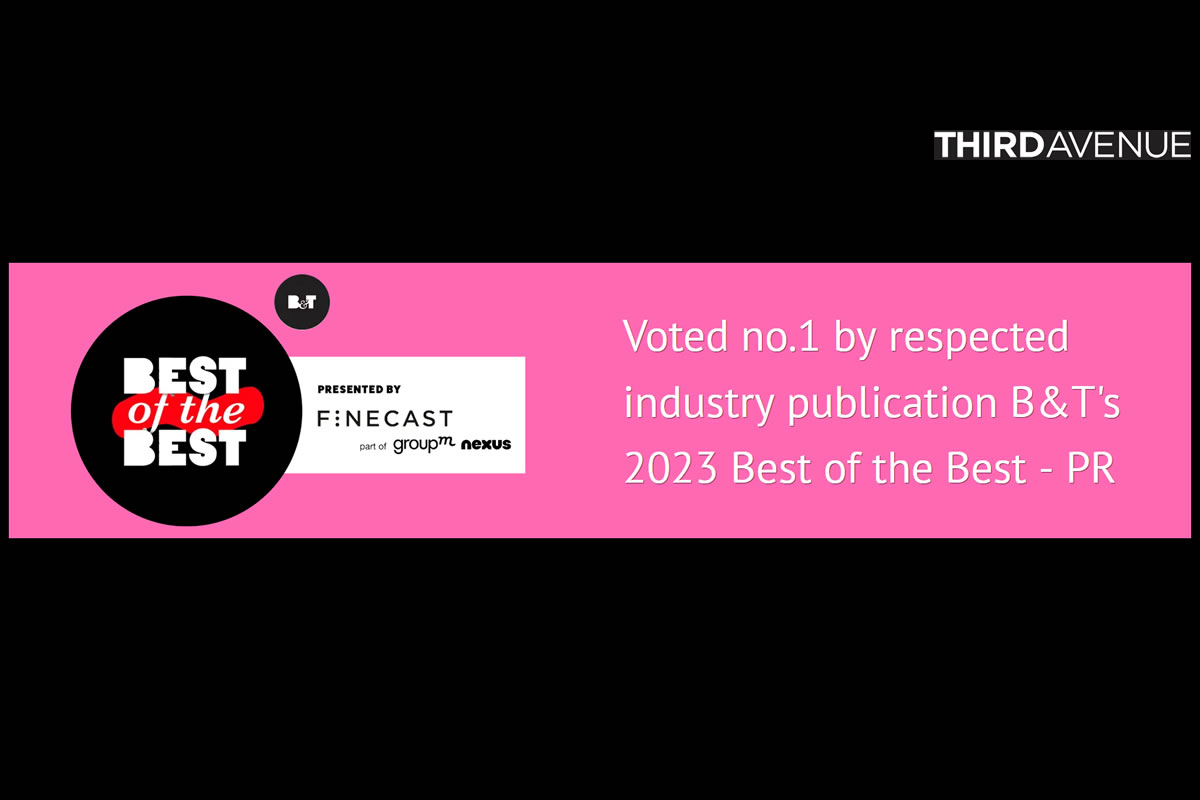 THIRDAVENUE
B&T
BEST
of the
BEST
PRESENTED BY
FINECAST
part of groupm nexus
Voted no.1 by respected
industry publication B&T's
2023 Best of the Best - PR